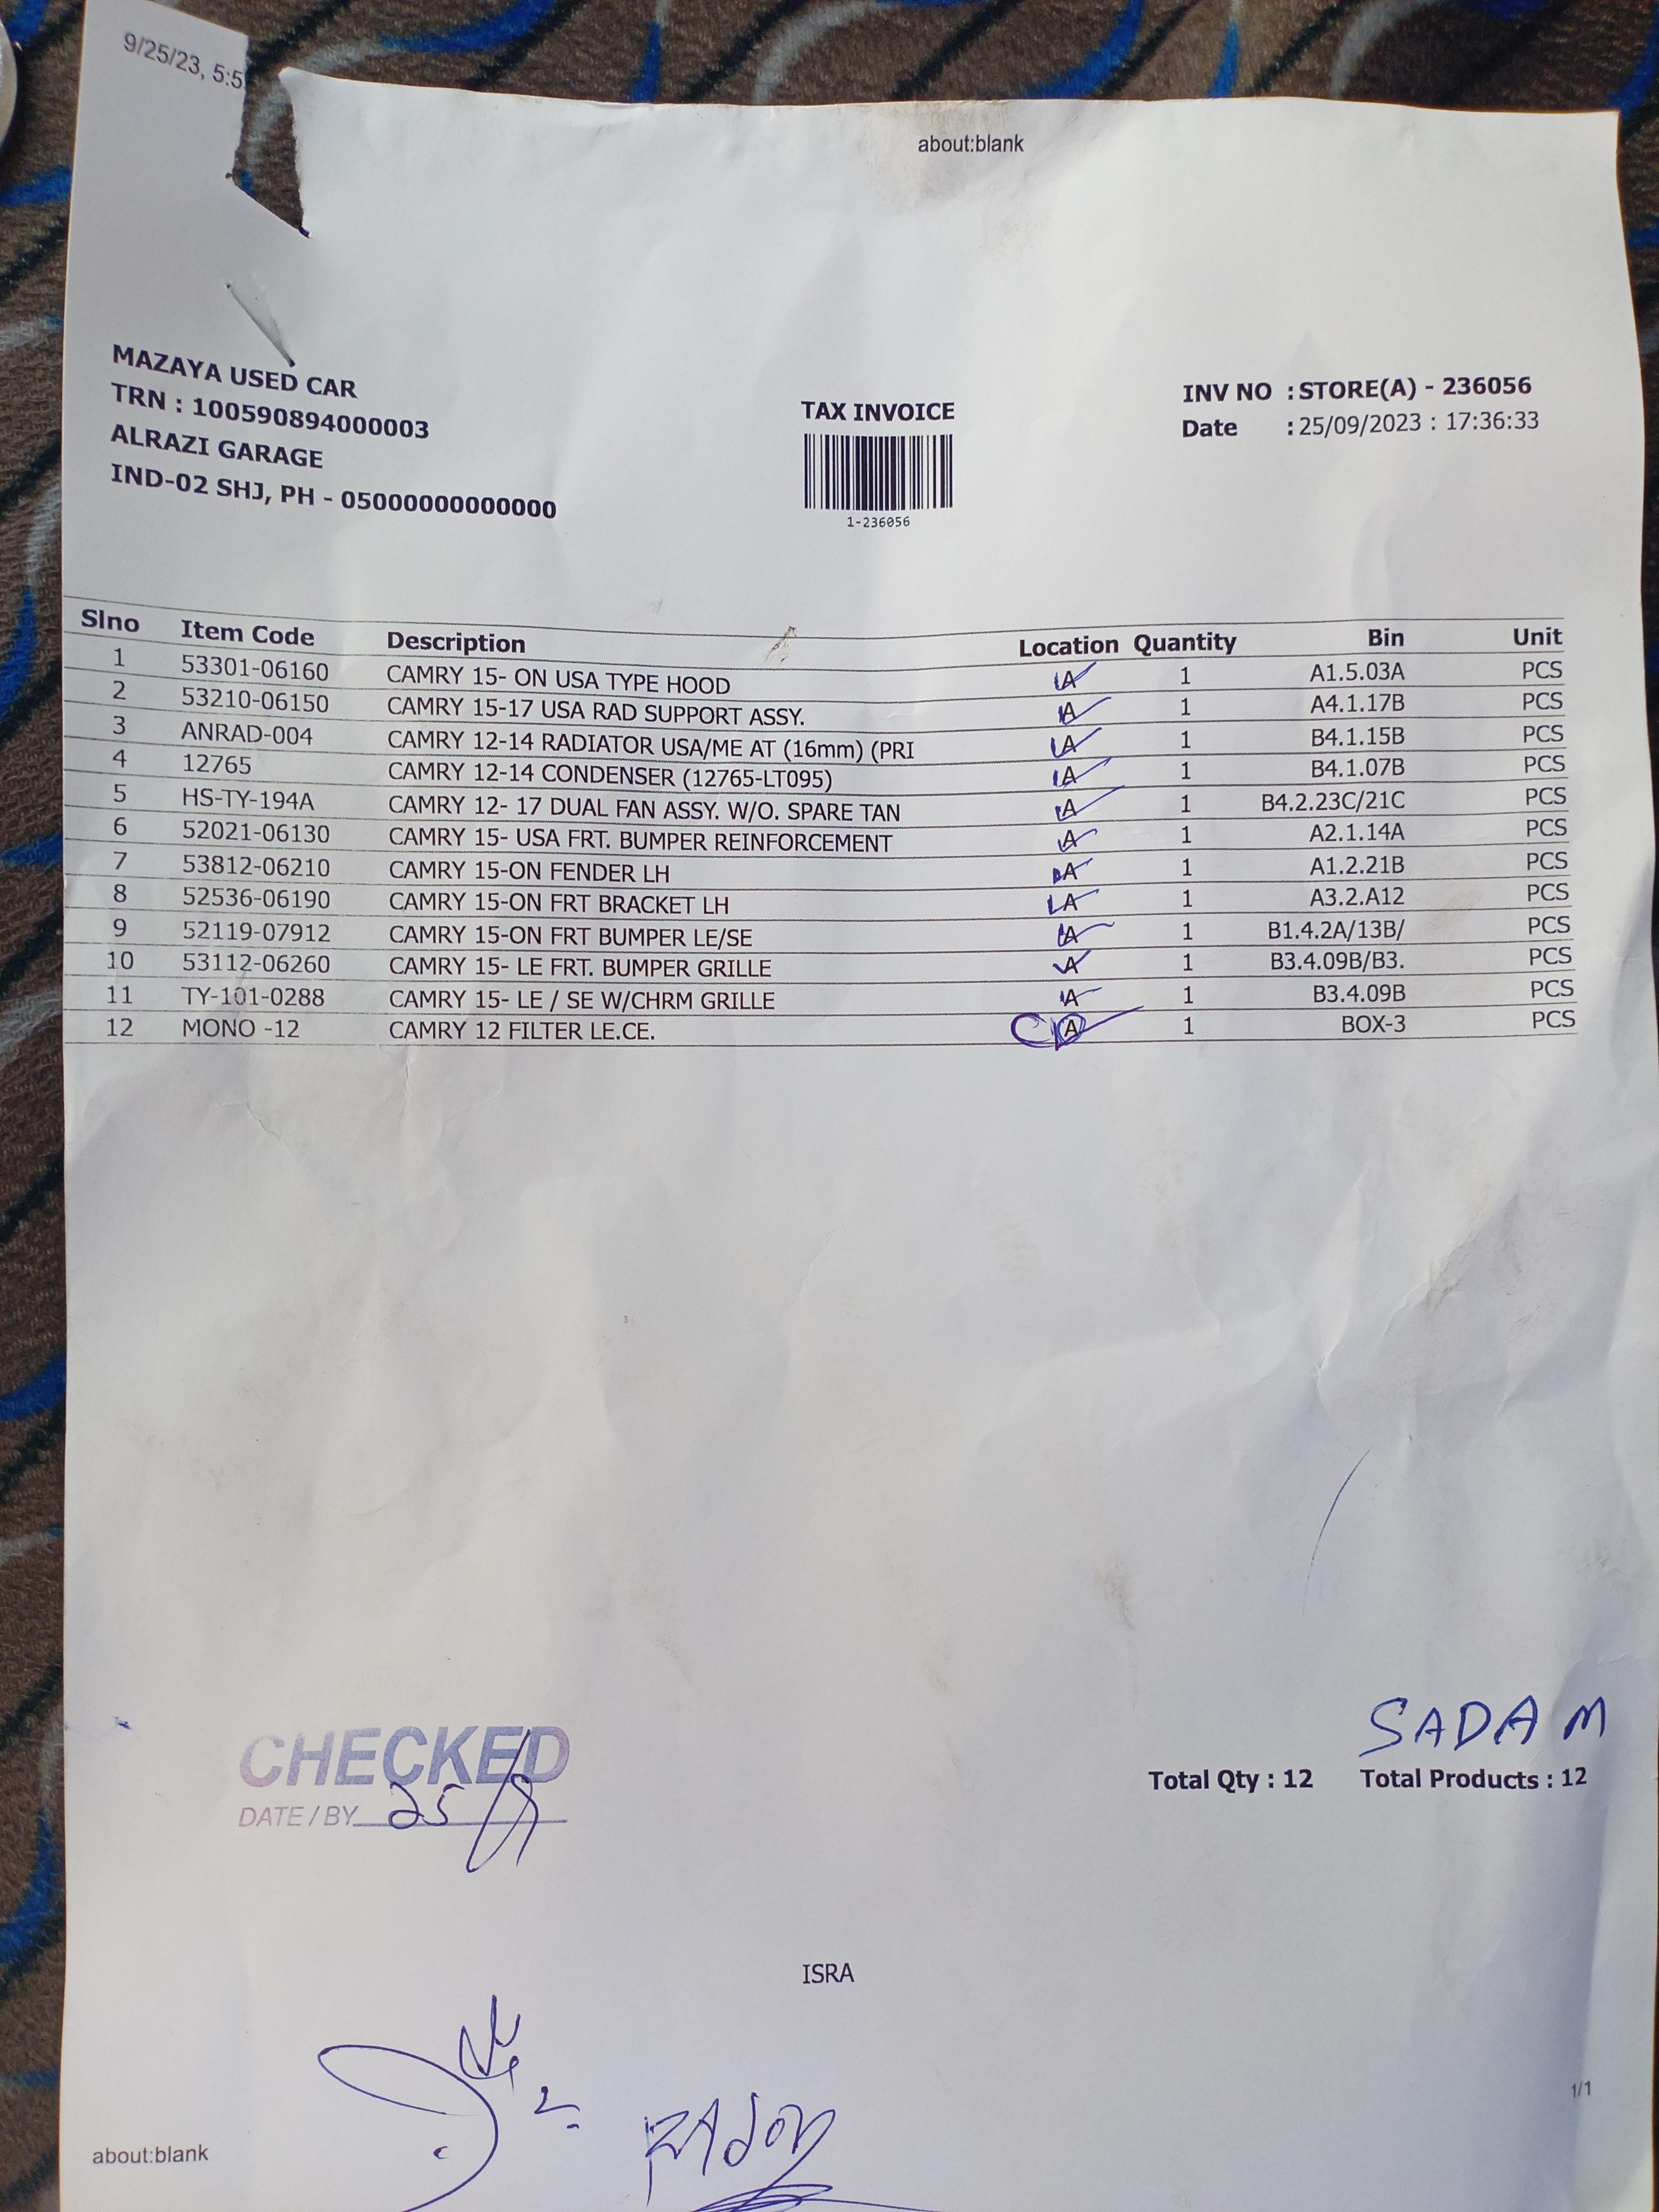 9/25/23, 5:5
about:blank
MAZAYA USED CAR
TRN : 100590894000003
ALRAZI GARAGE
IND-02 SHJ, PH - 05000000000000
TAX INVOICE
1-236056
INV NO : STORE(A) - 236056
Date : 25/09/2023 : 17:36:33
Slno Item Code Description Location Quantity Bin Unit
1 53301-06160 CAMRY 15- ON USA TYPE HOOD A 1 A1.5.03A PCS
2 53210-06150 CAMRY 15-17 USA RAD SUPPORT ASSY. A 1 A4.1.17B PCS
3 ANRAD-004 CAMRY 12-14 RADIATOR USA/ME AT (16mm) (PRI A 1 B4.1.15B PCS
4 12765 CAMRY 12-14 CONDENSER (12765-LT095) A 1 B4.1.07B PCS
5 HS-TY-194A CAMRY 12- 17 DUAL FAN ASSY. W/O. SPARE TAN A 1 B4.2.23C/21C PCS
6 52021-06130 CAMRY 15- USA FRT. BUMPER REINFORCEMENT A 1 A2.1.14A PCS
7 53812-06210 CAMRY 15-ON FENDER LH A 1 A1.2.21B PCS
8 52536-06190 CAMRY 15-ON FRT BRACKET LH A 1 A3.2.A12 PCS
9 52119-07912 CAMRY 15-ON FRT BUMPER LE/SE A 1 B1.4.2A/13B/ PCS
10 53112-06260 CAMRY 15- LE FRT. BUMPER GRILLE A 1 B3.4.09B/B3. PCS
11 TY-101-0288 CAMRY 15- LE / SE W/CHRM GRILLE A 1 B3.4.09B PCS
12 MONO -12 CAMRY 12 FILTER LE.CE. A 1 BOX-3 PCS
SADAM
CHECKED
DATE / BY 25/9
Total Qty : 12 Total Products : 12
ISRA
1/1
about:blank